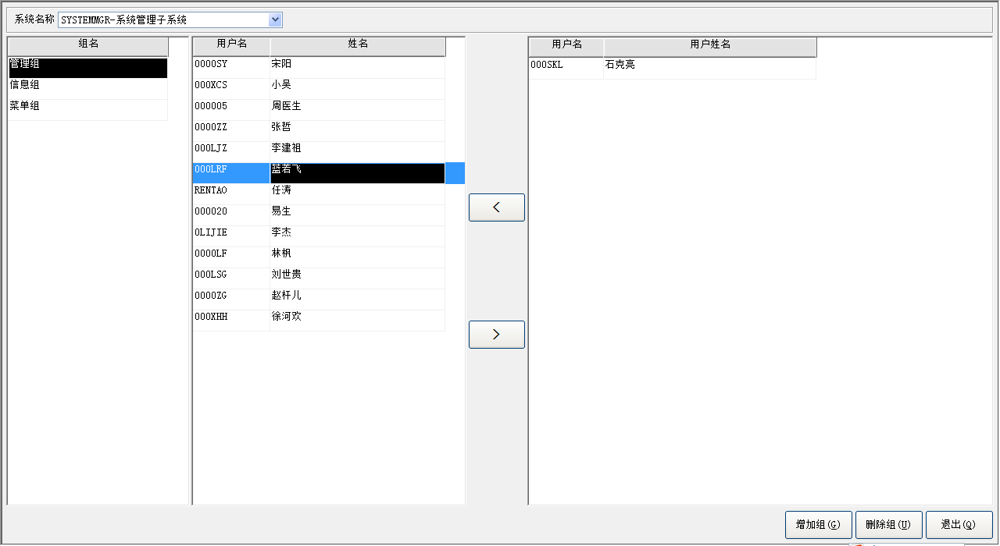 系统名称 SYSTEMMGR-系统管理子系统
组名 用户名 姓名 用户名 用户姓名
管理组 0000SY 宋阳 000SKL 石克亮
信息组 000XCS 小吴
菜单组 000005 周医生
0000ZZ 张哲
000LJZ 李建祖
000LRF 蓝若飞
RENTAO 任涛
000020 易生
0LIJIE 李杰
0000LF 林枫
000LSG 刘世贵
0000ZG 赵杆儿
000XHH 徐河欢
<
>
增加组(G) 删除组(U) 退出(Q)